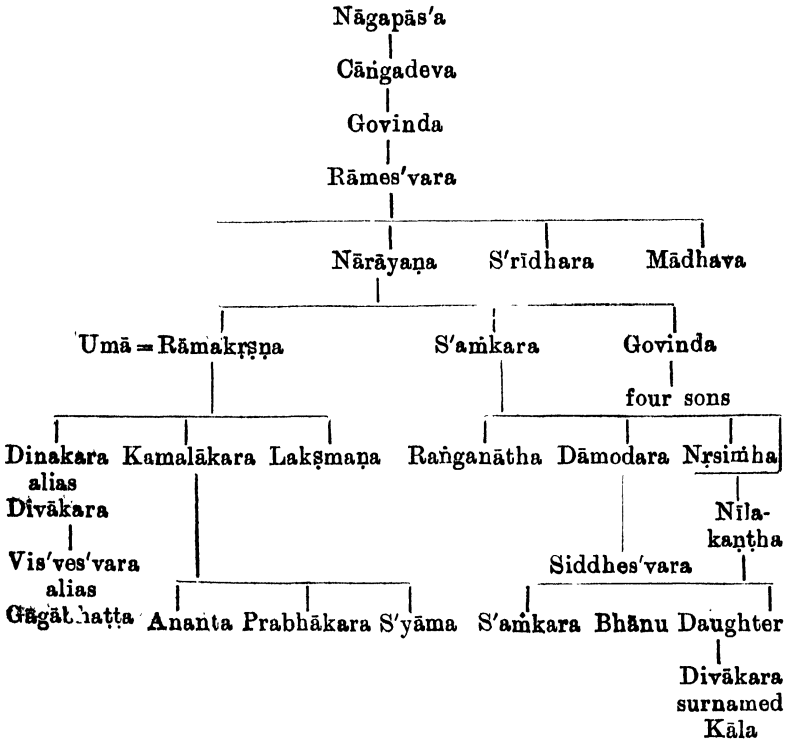 Nāgapās'a
Cāṅgadeva
Govinda
Rāmes'vara
Nārāyaṇa S'rīdhara Mādhava
Umā = Rāmakṛṣṇa S'aṁkara Govinda
four sons
Dinakara Kamalākara Lakṣmaṇa Raṅganātha Dāmodara Nṛsiṁha
alias
Divākara
Nīla-
kaṇṭha
Vis'ves'vara
alias
Gāgābhaṭṭa
Siddhes'vara
Ananta Prabhākara S'yāma S'aṁkara Bhānu Daughter
Divākara
surnamed
Kāla